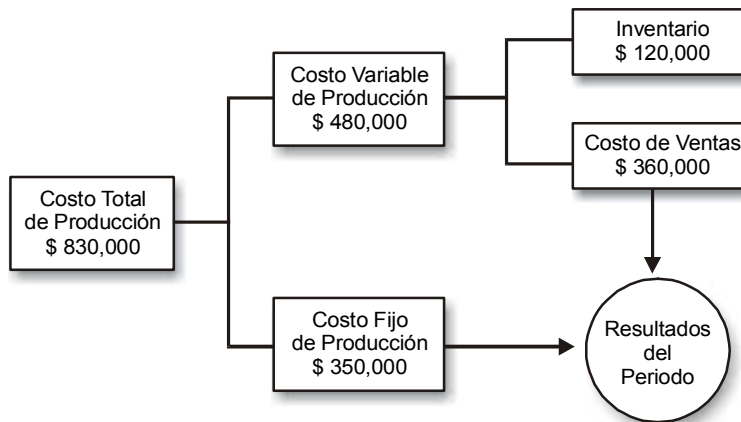 Inventario
$ 120,000
Costo Variable
de Producción
$ 480,000
Costo de Ventas
$ 360,000
Costo Total
de Producción
$ 830,000
Costo Fijo
de Producción
$ 350,000
Resultados
del
Periodo